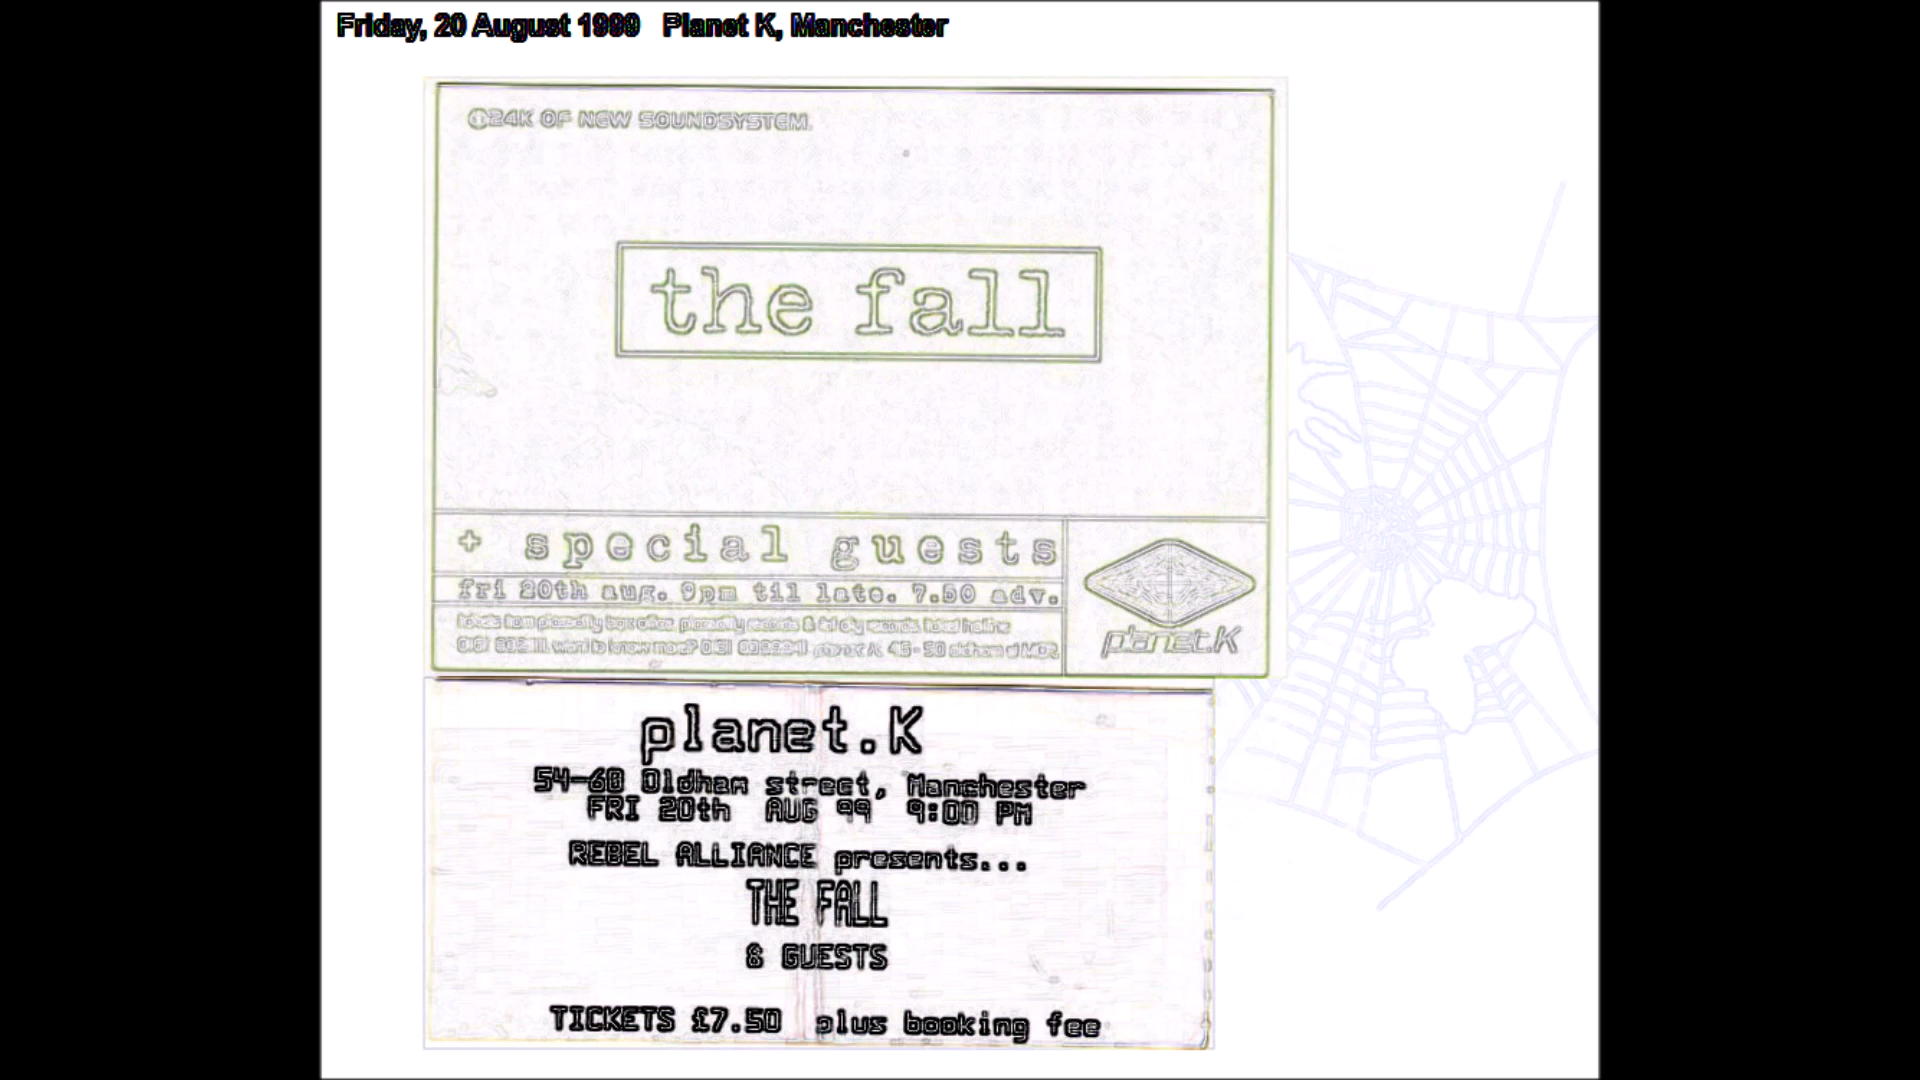 Friday, 20 August 1999 Planet K, Manchester
24K OF NEW SOUNDSYSTEM.
the fall
+ special guests
fri 20th aug. 9pm til late. 7.50 adv.
planet.K
planet.K
54-60 Oldham street, Manchester
FRI 20th AUG 99 9:00 PM
REBEL ALLIANCE presents...
THE FALL
& GUESTS
TICKETS £7.50 plus booking fee